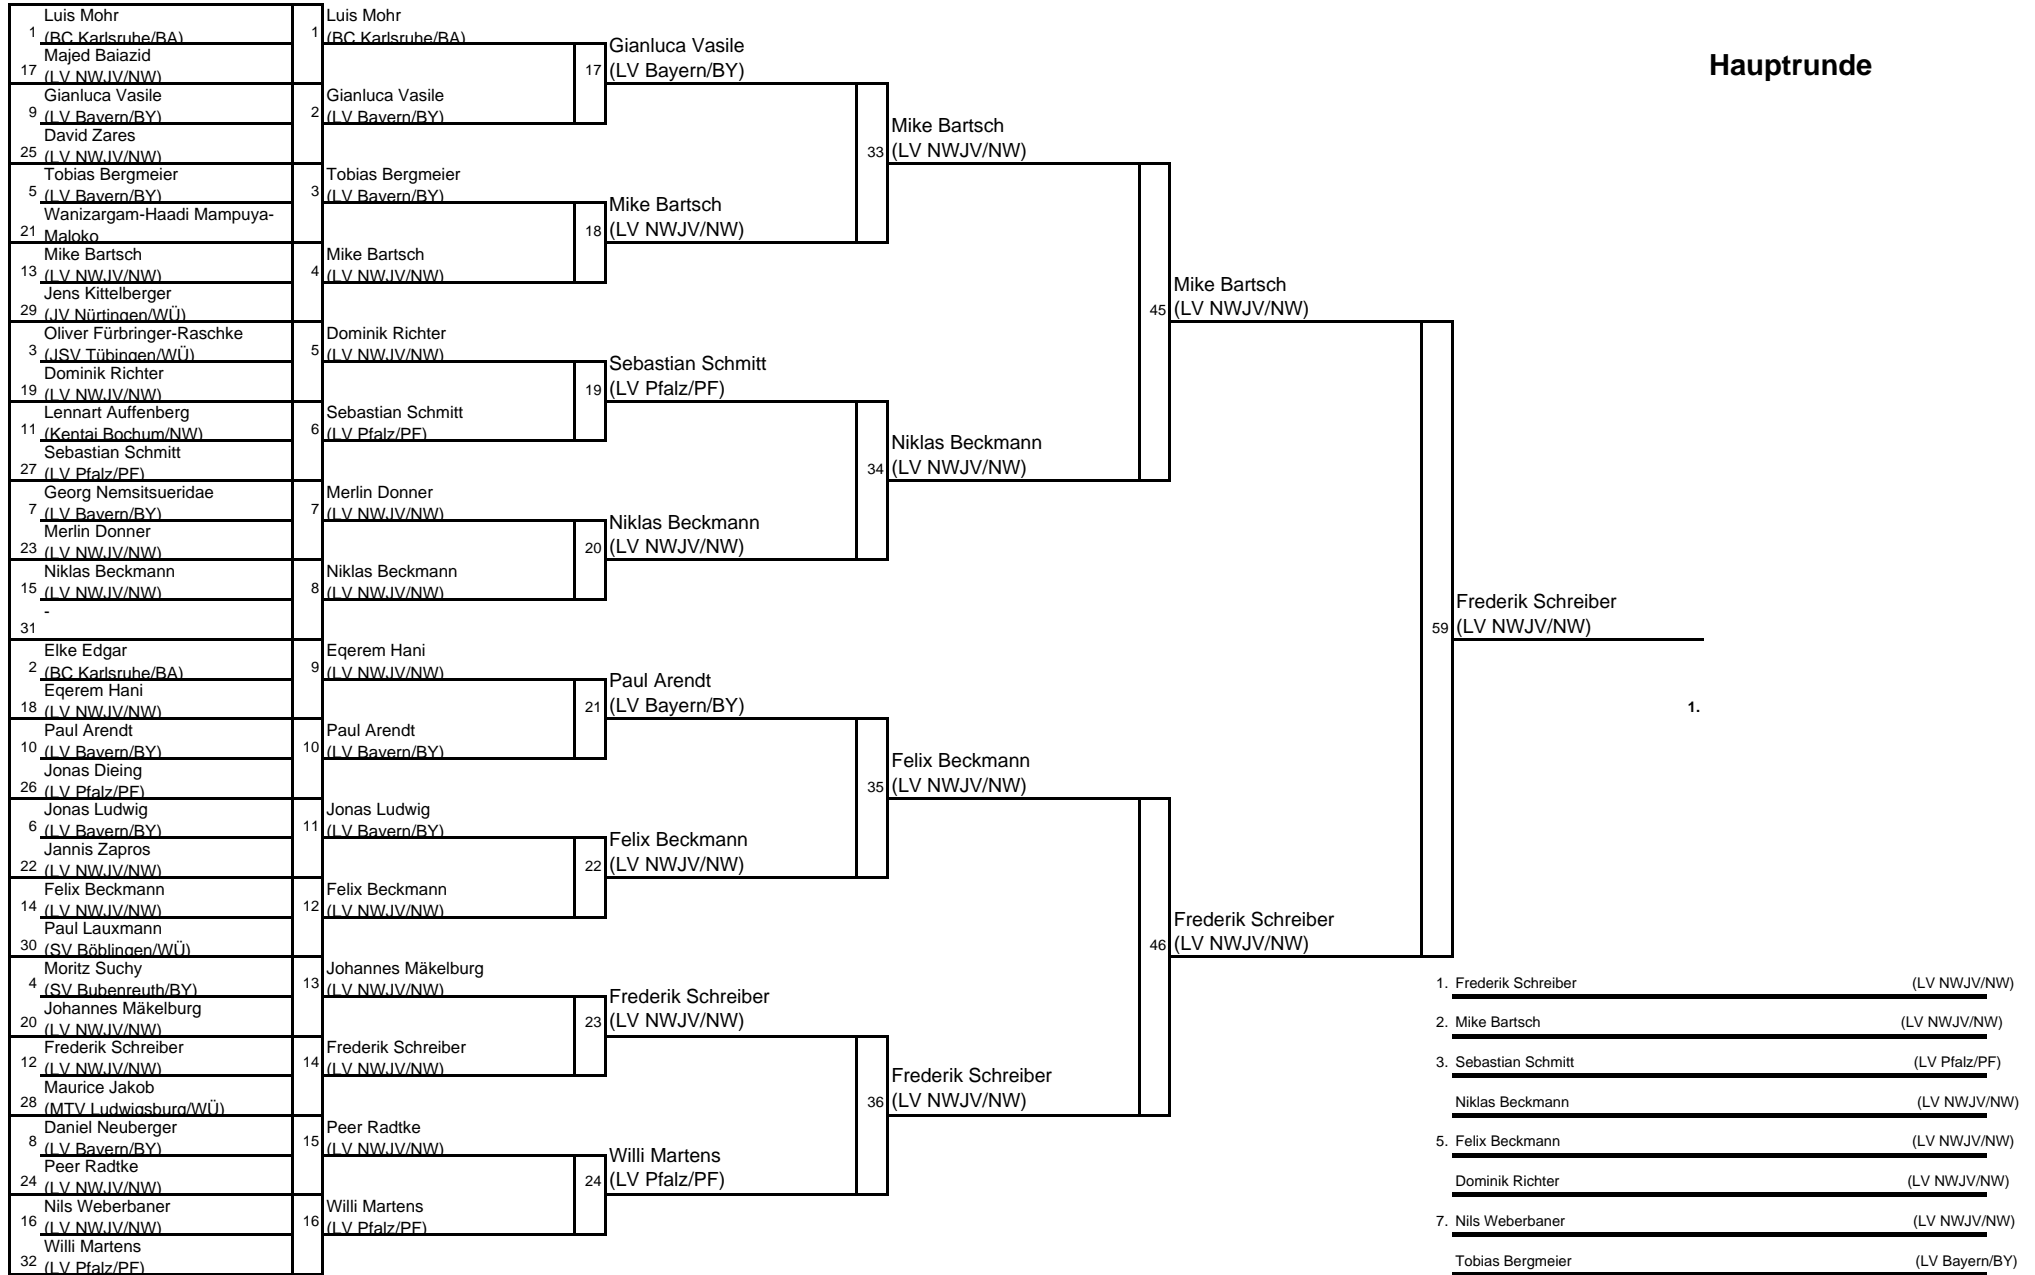 Hauptrunde
1 Luis Mohr
(BC Karlsruhe/BA)
17 Majed Baiazid
(LV NWJV/NW)
9 Gianluca Vasile
(LV Bayern/BY)
25 David Zares
(LV NWJV/NW)
5 Tobias Bergmeier
(LV Bayern/BY)
21 Wanizargam-Haadi Mampuya-
Maloko
13 Mike Bartsch
(LV NWJV/NW)
29 Jens Kittelberger
(JV Nürtingen/WÜ)
3 Oliver Fürbringer-Raschke
(JSV Tübingen/WÜ)
19 Dominik Richter
(LV NWJV/NW)
11 Lennart Auffenberg
(Kentai Bochum/NW)
27 Sebastian Schmitt
(LV Pfalz/PF)
7 Georg Nemsitsueridae
(LV Bayern/BY)
23 Merlin Donner
(LV NWJV/NW)
15 Niklas Beckmann
(LV NWJV/NW)
31 -
2 Elke Edgar
(BC Karlsruhe/BA)
18 Eqerem Hani
(LV NWJV/NW)
10 Paul Arendt
(LV Bayern/BY)
26 Jonas Dieing
(LV Pfalz/PF)
6 Jonas Ludwig
(LV Bayern/BY)
22 Jannis Zapros
(LV NWJV/NW)
14 Felix Beckmann
(LV NWJV/NW)
30 Paul Lauxmann
(SV Böblingen/WÜ)
4 Moritz Suchy
(SV Bubenreuth/BY)
20 Johannes Mäkelburg
(LV NWJV/NW)
12 Frederik Schreiber
(LV NWJV/NW)
28 Maurice Jakob
(MTV Ludwigsburg/WÜ)
8 Daniel Neuberger
(LV Bayern/BY)
24 Peer Radtke
(LV NWJV/NW)
16 Nils Weberbaner
(LV NWJV/NW)
32 Willi Martens
(LV Pfalz/PF)
1 Luis Mohr
(BC Karlsruhe/BA)
2 Gianluca Vasile
(LV Bayern/BY)
3 Tobias Bergmeier
(LV Bayern/BY)
4 Mike Bartsch
(LV NWJV/NW)
5 Dominik Richter
(LV NWJV/NW)
6 Sebastian Schmitt
(LV Pfalz/PF)
7 Merlin Donner
(LV NWJV/NW)
8 Niklas Beckmann
(LV NWJV/NW)
9 Eqerem Hani
(LV NWJV/NW)
10 Paul Arendt
(LV Bayern/BY)
11 Jonas Ludwig
(LV Bayern/BY)
12 Felix Beckmann
(LV NWJV/NW)
13 Johannes Mäkelburg
(LV NWJV/NW)
14 Frederik Schreiber
(LV NWJV/NW)
15 Peer Radtke
(LV NWJV/NW)
16 Willi Martens
(LV Pfalz/PF)
17 Gianluca Vasile
(LV Bayern/BY)
18 Mike Bartsch
(LV NWJV/NW)
19 Sebastian Schmitt
(LV Pfalz/PF)
20 Niklas Beckmann
(LV NWJV/NW)
21 Paul Arendt
(LV Bayern/BY)
22 Felix Beckmann
(LV NWJV/NW)
23 Frederik Schreiber
(LV NWJV/NW)
24 Willi Martens
(LV Pfalz/PF)
33 Mike Bartsch
(LV NWJV/NW)
34 Niklas Beckmann
(LV NWJV/NW)
35 Felix Beckmann
(LV NWJV/NW)
36 Frederik Schreiber
(LV NWJV/NW)
45 Mike Bartsch
(LV NWJV/NW)
46 Frederik Schreiber
(LV NWJV/NW)
59 Frederik Schreiber
(LV NWJV/NW)
1.
1. Frederik Schreiber (LV NWJV/NW)
2. Mike Bartsch (LV NWJV/NW)
3. Sebastian Schmitt (LV Pfalz/PF)
Niklas Beckmann (LV NWJV/NW)
5. Felix Beckmann (LV NWJV/NW)
Dominik Richter (LV NWJV/NW)
7. Nils Weberbaner (LV NWJV/NW)
Tobias Bergmeier (LV Bayern/BY)